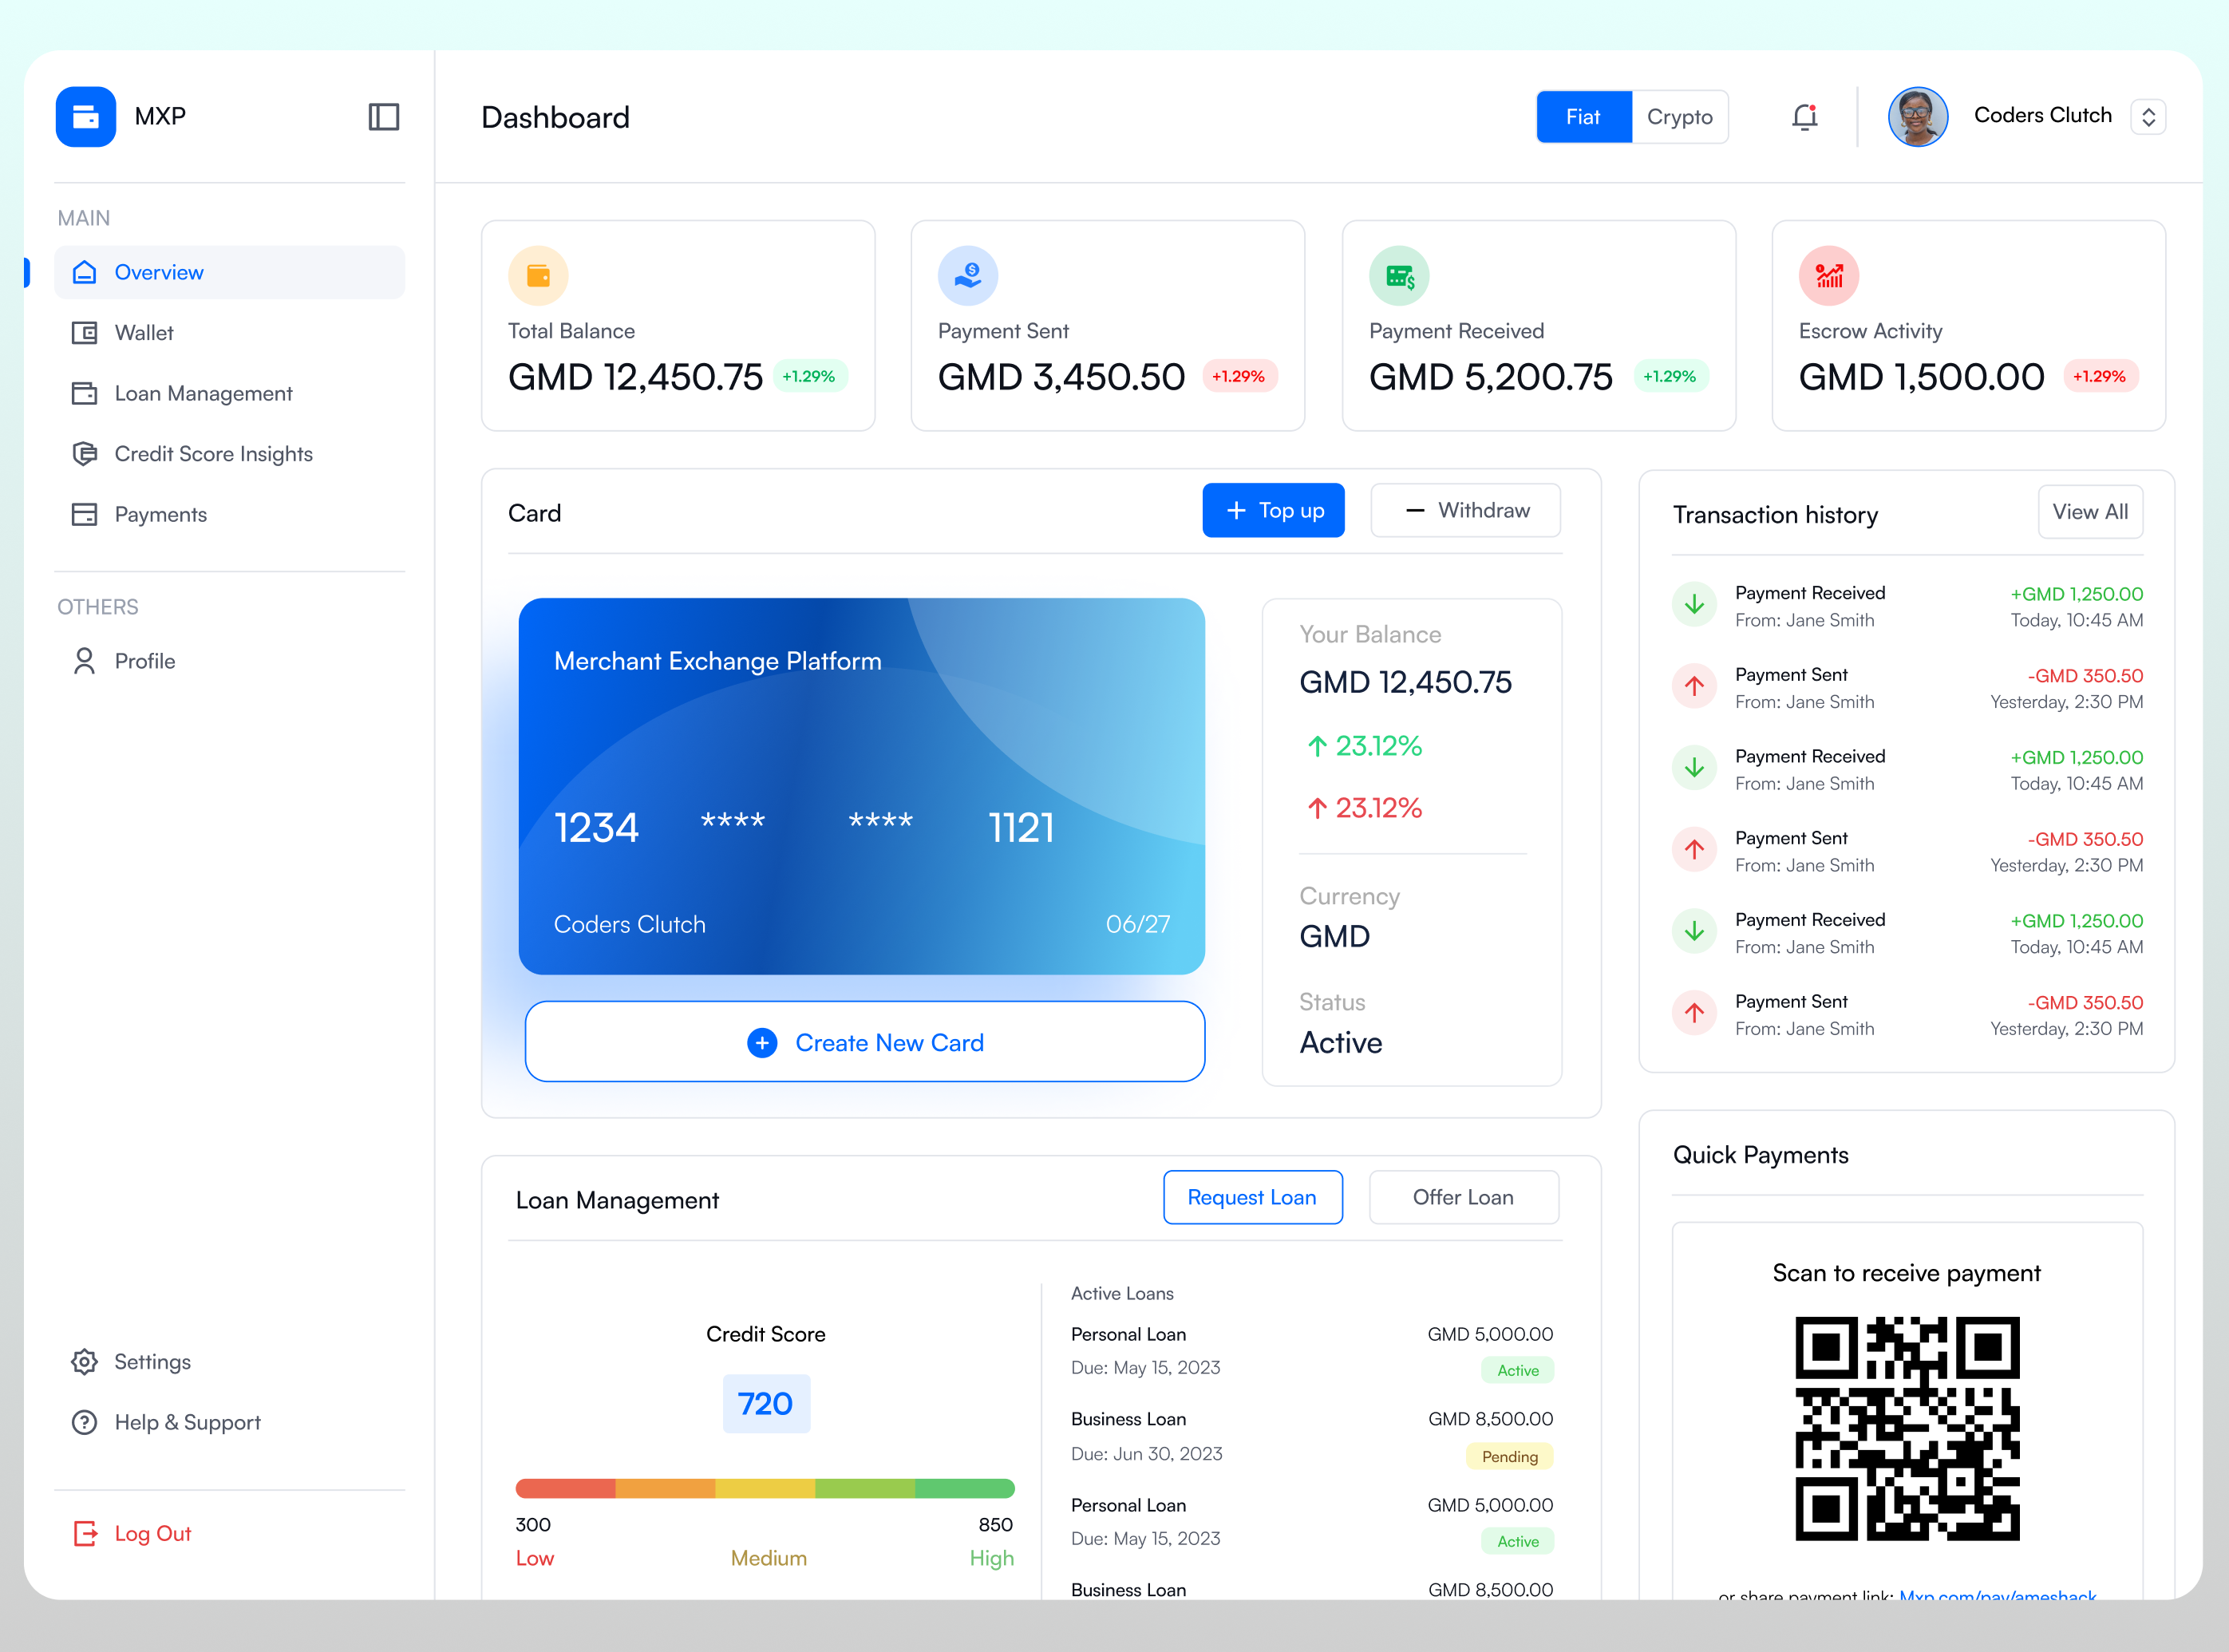 MXP
MAIN
Overview
Wallet
Loan Management
Credit Score Insights
Payments
OTHERS
Profile
Settings
Help & Support
Log Out
Dashboard
Fiat
Crypto
Coders Clutch
Total Balance
GMD 12,450.75 +1.29%
Payment Sent
GMD 3,450.50 +1.29%
Payment Received
GMD 5,200.75 +1.29%
Escrow Activity
GMD 1,500.00 +1.29%
Card
+ Top up
− Withdraw
Merchant Exchange Platform
1234 **** **** 1121
Coders Clutch 06/27
Create New Card
Your Balance
GMD 12,450.75
↑ 23.12%
↑ 23.12%
Currency
GMD
Status
Active
Transaction history
View All
Payment Received +GMD 1,250.00
From: Jane Smith Today, 10:45 AM
Payment Sent -GMD 350.50
From: Jane Smith Yesterday, 2:30 PM
Payment Received +GMD 1,250.00
From: Jane Smith Today, 10:45 AM
Payment Sent -GMD 350.50
From: Jane Smith Yesterday, 2:30 PM
Payment Received +GMD 1,250.00
From: Jane Smith Today, 10:45 AM
Payment Sent -GMD 350.50
From: Jane Smith Yesterday, 2:30 PM
Loan Management
Request Loan
Offer Loan
Credit Score
720
300 850
Low Medium High
Active Loans
Personal Loan GMD 5,000.00
Due: May 15, 2023 Active
Business Loan GMD 8,500.00
Due: Jun 30, 2023 Pending
Personal Loan GMD 5,000.00
Due: May 15, 2023 Active
Business Loan GMD 8,500.00
Quick Payments
Scan to receive payment
or share payment link: Mxp.com/pay/ameshack